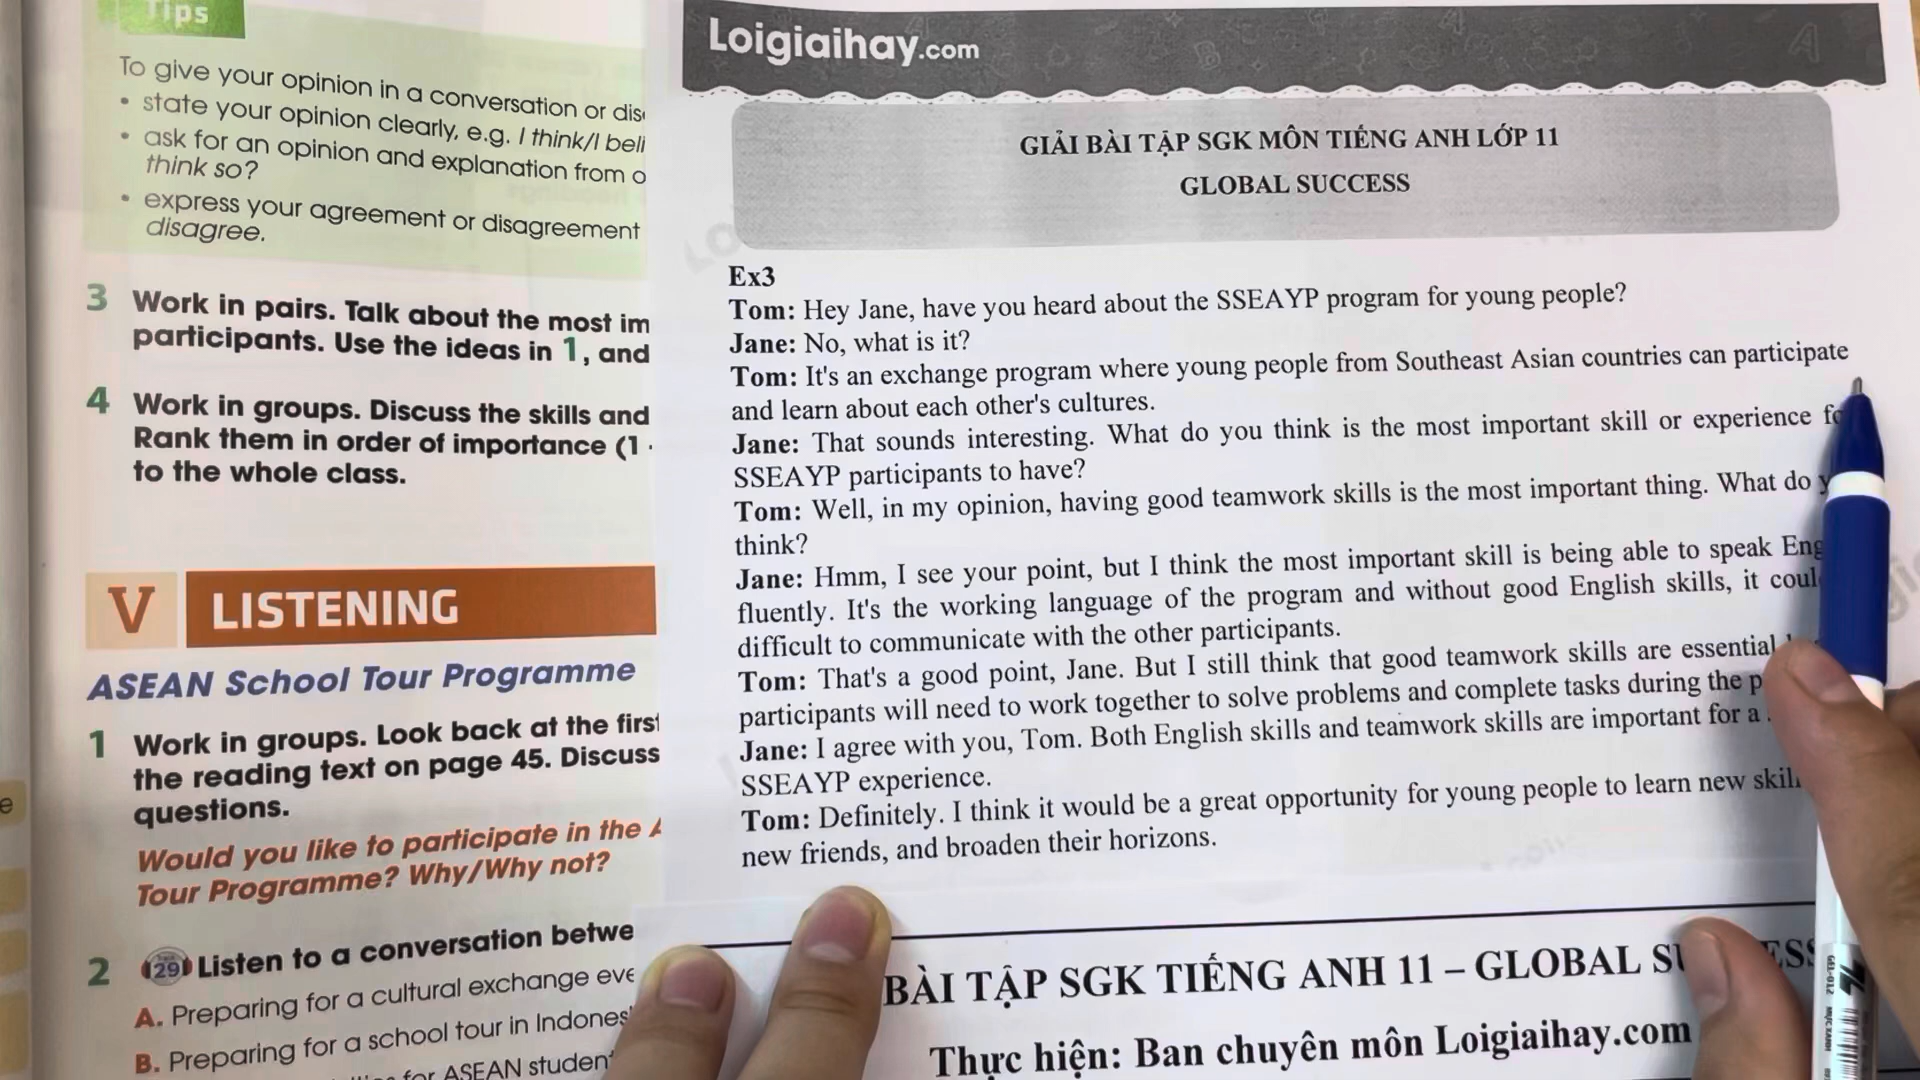 Tips
To give your opinion in a conversation or
• state your opinion clearly, e.g. I think/I
• ask for an opinion and explanation from
think so?
• express your agreement or disagreement
disagree.
3 Work in pairs. Talk about the most
participants. Use the ideas in 1, and
4 Work in groups. Discuss the skills and
Rank them in order of importance (1
to the whole class.
V LISTENING
ASEAN School Tour Programme
1 Work in groups. Look back at the first
the reading text on page 45. Discuss
questions.
Would you like to participate in the
Tour Programme? Why/Why not?
2 29 Listen to a conversation
A. Preparing for a cultural exchange
B. Preparing for a school tour in
for ASEAN
Loigiaihay.com
GIẢI BÀI TẬP SGK MÔN TIẾNG ANH LỚP 11
GLOBAL SUCCESS
Ex3
Tom: Hey Jane, have you heard about the SSEAYP program for young people?
Jane: No, what is it?
Tom: It's an exchange program where young people from Southeast Asian countries can participate
and learn about each other's cultures.
Jane: That sounds interesting. What do you think is the most important skill or experience
SSEAYP participants to have?
Tom: Well, in my opinion, having good teamwork skills is the most important thing. What do
think?
Jane: Hmm, I see your point, but I think the most important skill is being able to speak
fluently. It's the working language of the program and without good English skills, it
difficult to communicate with the other participants.
Tom: That's a good point, Jane. But I still think that good teamwork skills are essential
participants will need to work together to solve problems and complete tasks during the
Jane: I agree with you, Tom. Both English skills and teamwork skills are important for a
SSEAYP experience.
Tom: Definitely. I think it would be a great opportunity for young people to learn new
new friends, and broaden their horizons.
BÀI TẬP SGK TIẾNG ANH 11 – GLOBAL
Thực hiện: Ban chuyên môn Loigiaihay.com